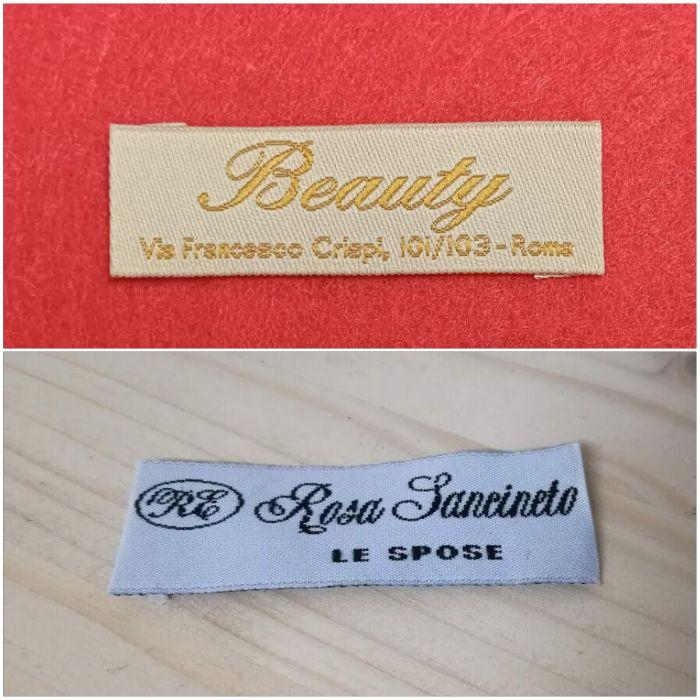 Beauty
Via Francesco Crispi, 101/103 - Roma
RE Rosa Sancineto
LE SPOSE